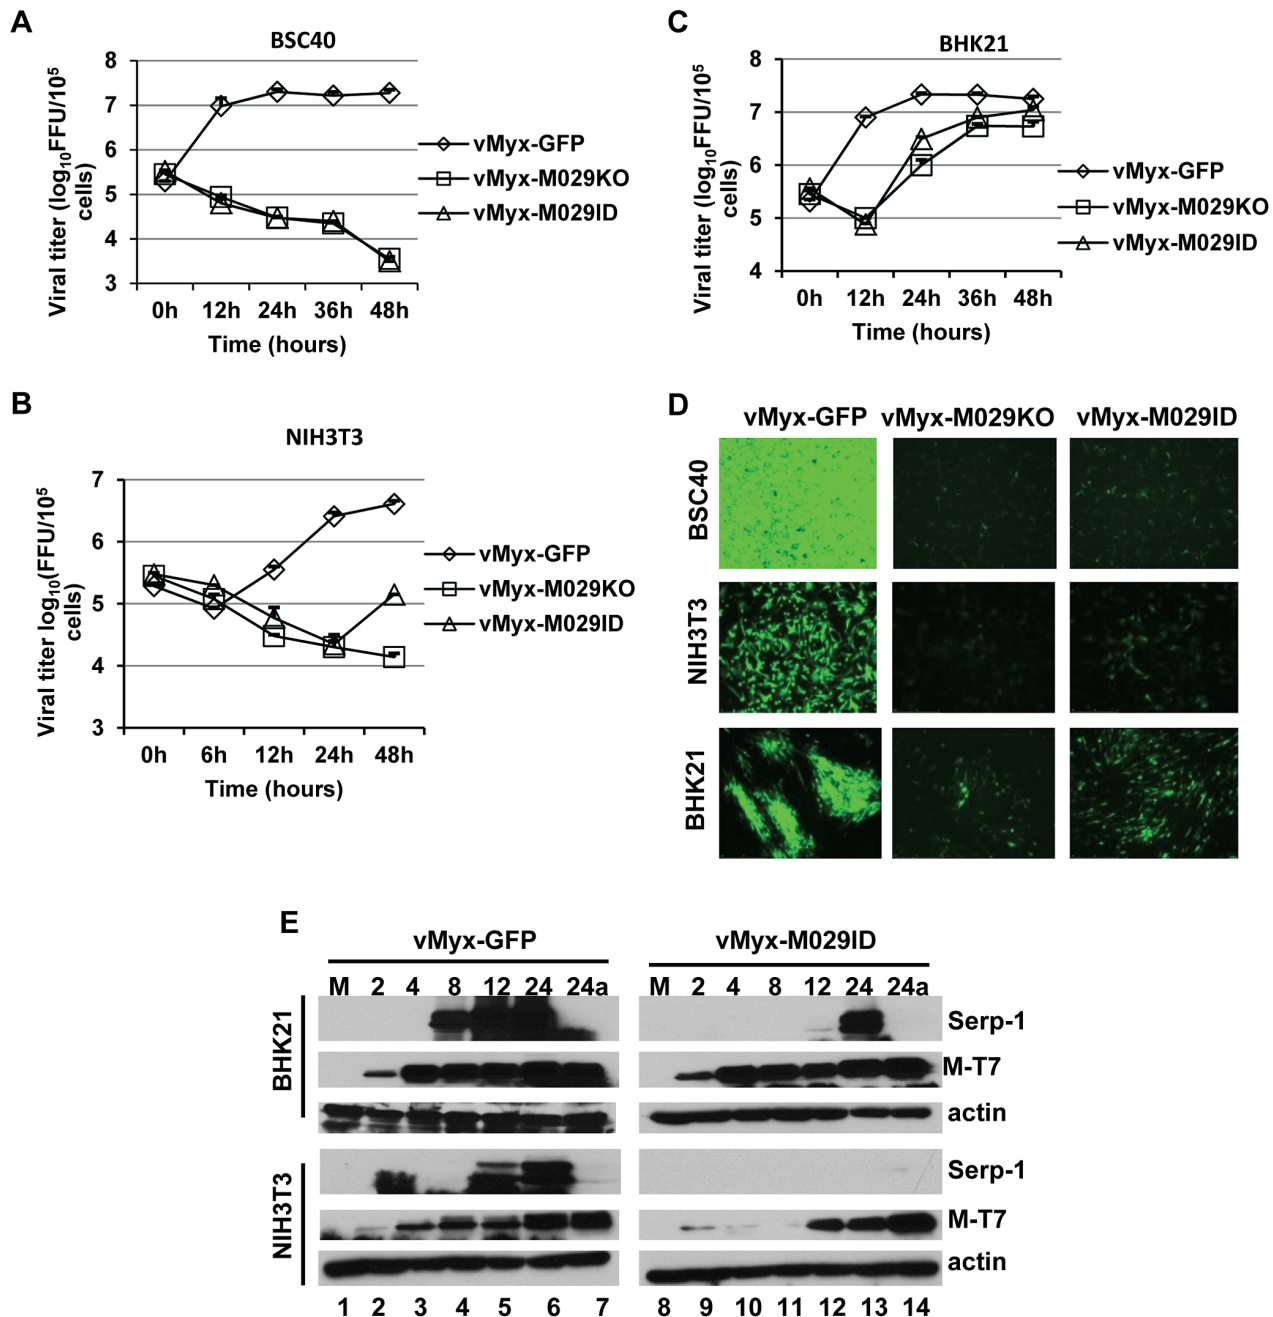 A
BSC40
8
7
6
5
4
3
Viral titer (log10FFU/10^5
cells)
0h 12h 24h 36h 48h
Time (hours)
vMyx-GFP
vMyx-M029KO
vMyx-M029ID
B
NIH3T3
7
6
5
4
3
Viral titer log10(FFU/10^5
cells)
0h 6h 12h 24h 48h
Time (hours)
vMyx-GFP
vMyx-M029KO
vMyx-M029ID
C
BHK21
8
7
6
5
4
Viral titer (log10FFU/10^5
cells)
0h 12h 24h 36h 48h
Time (hours)
vMyx-GFP
vMyx-M029KO
vMyx-M029ID
D
vMyx-GFP vMyx-M029KO vMyx-M029ID
BSC40
NIH3T3
BHK21
E
vMyx-GFP vMyx-M029ID
M 2 4 8 12 24 24a M 2 4 8 12 24 24a
BHK21
Serp-1
M-T7
actin
NIH3T3
Serp-1
M-T7
actin
1 2 3 4 5 6 7 8 9 10 11 12 13 14